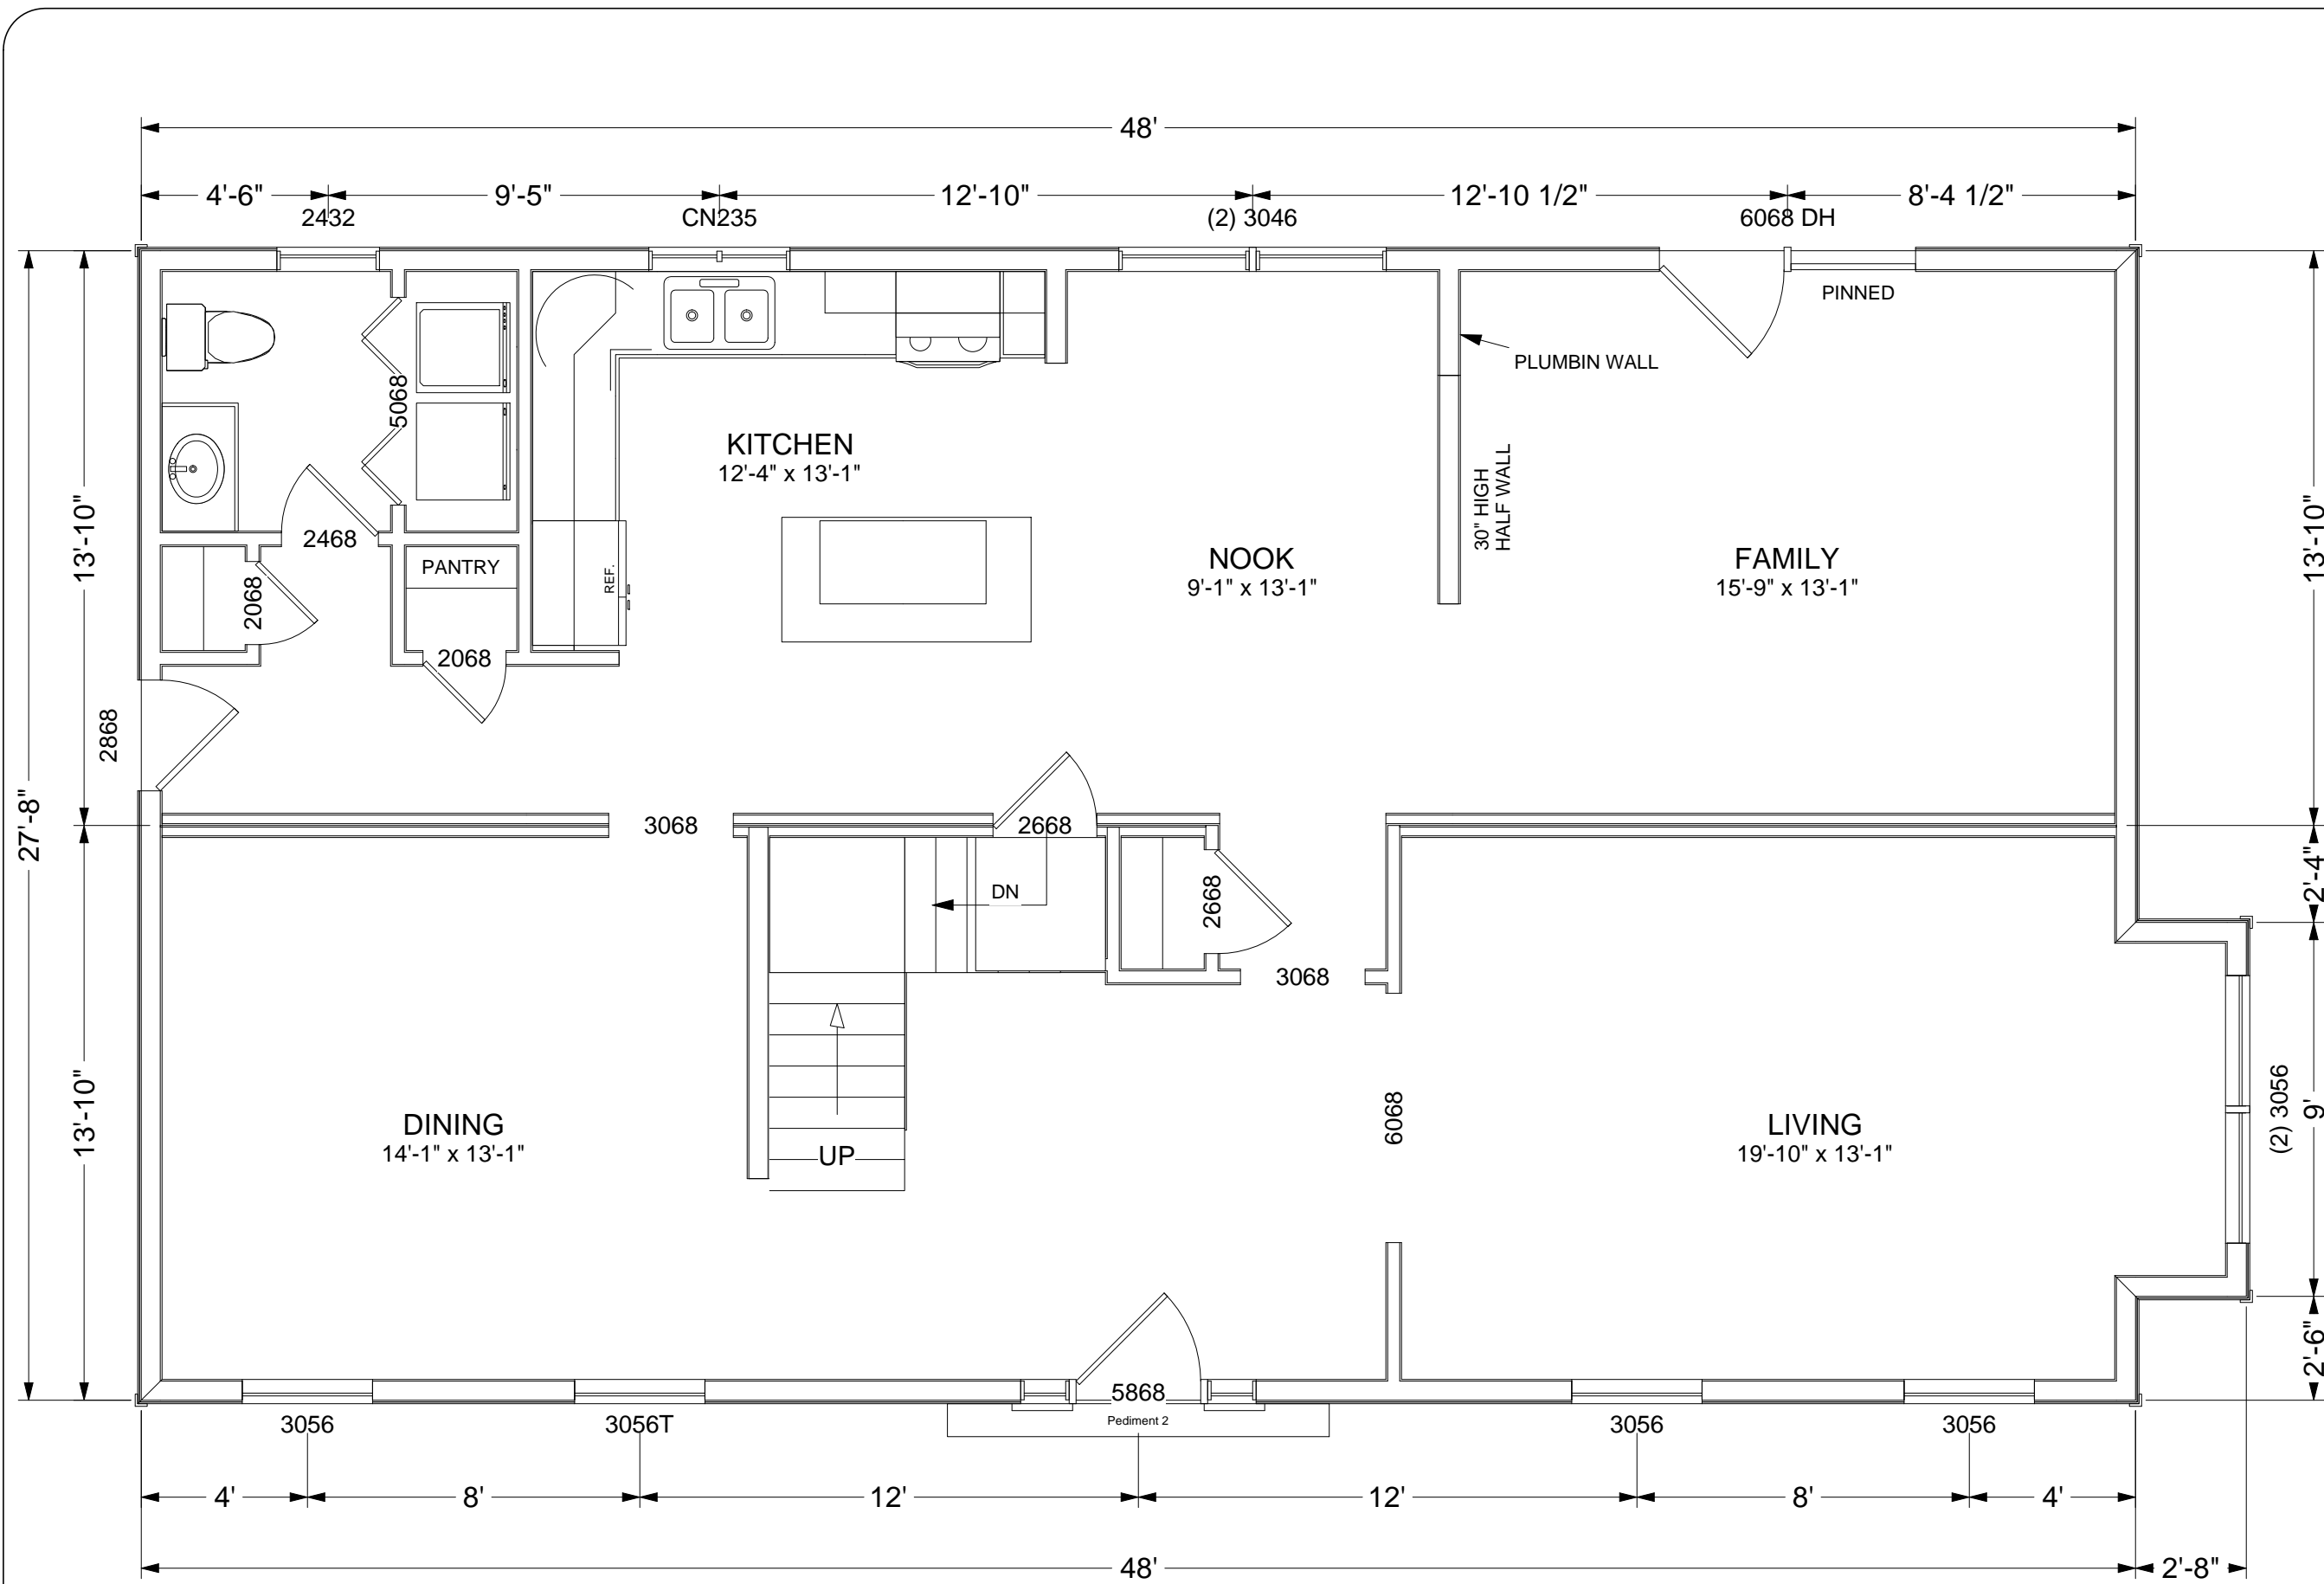 48'
4'-6"
9'-5"
12'-10"
12'-10 1/2"
8'-4 1/2"
2432
CN235
(2) 3046
6068 DH
PINNED
PLUMBIN WALL
5068
KITCHEN
12'-4" x 13'-1"
30" HIGH
HALF WALL
13'-10"
13'-10"
2468
NOOK
9'-1" x 13'-1"
FAMILY
15'-9" x 13'-1"
PANTRY
REF.
2068
2068
2868
27'-8"
3068
2668
2'-4"
DN
2668
3068
13'-10"
DINING
14'-1" x 13'-1"
UP
6068
LIVING
19'-10" x 13'-1"
(2) 3056
9'
2'-6"
5868
Pediment 2
3056
3056T
3056
3056
4'
8'
12'
12'
8'
4'
48'
2'-8"